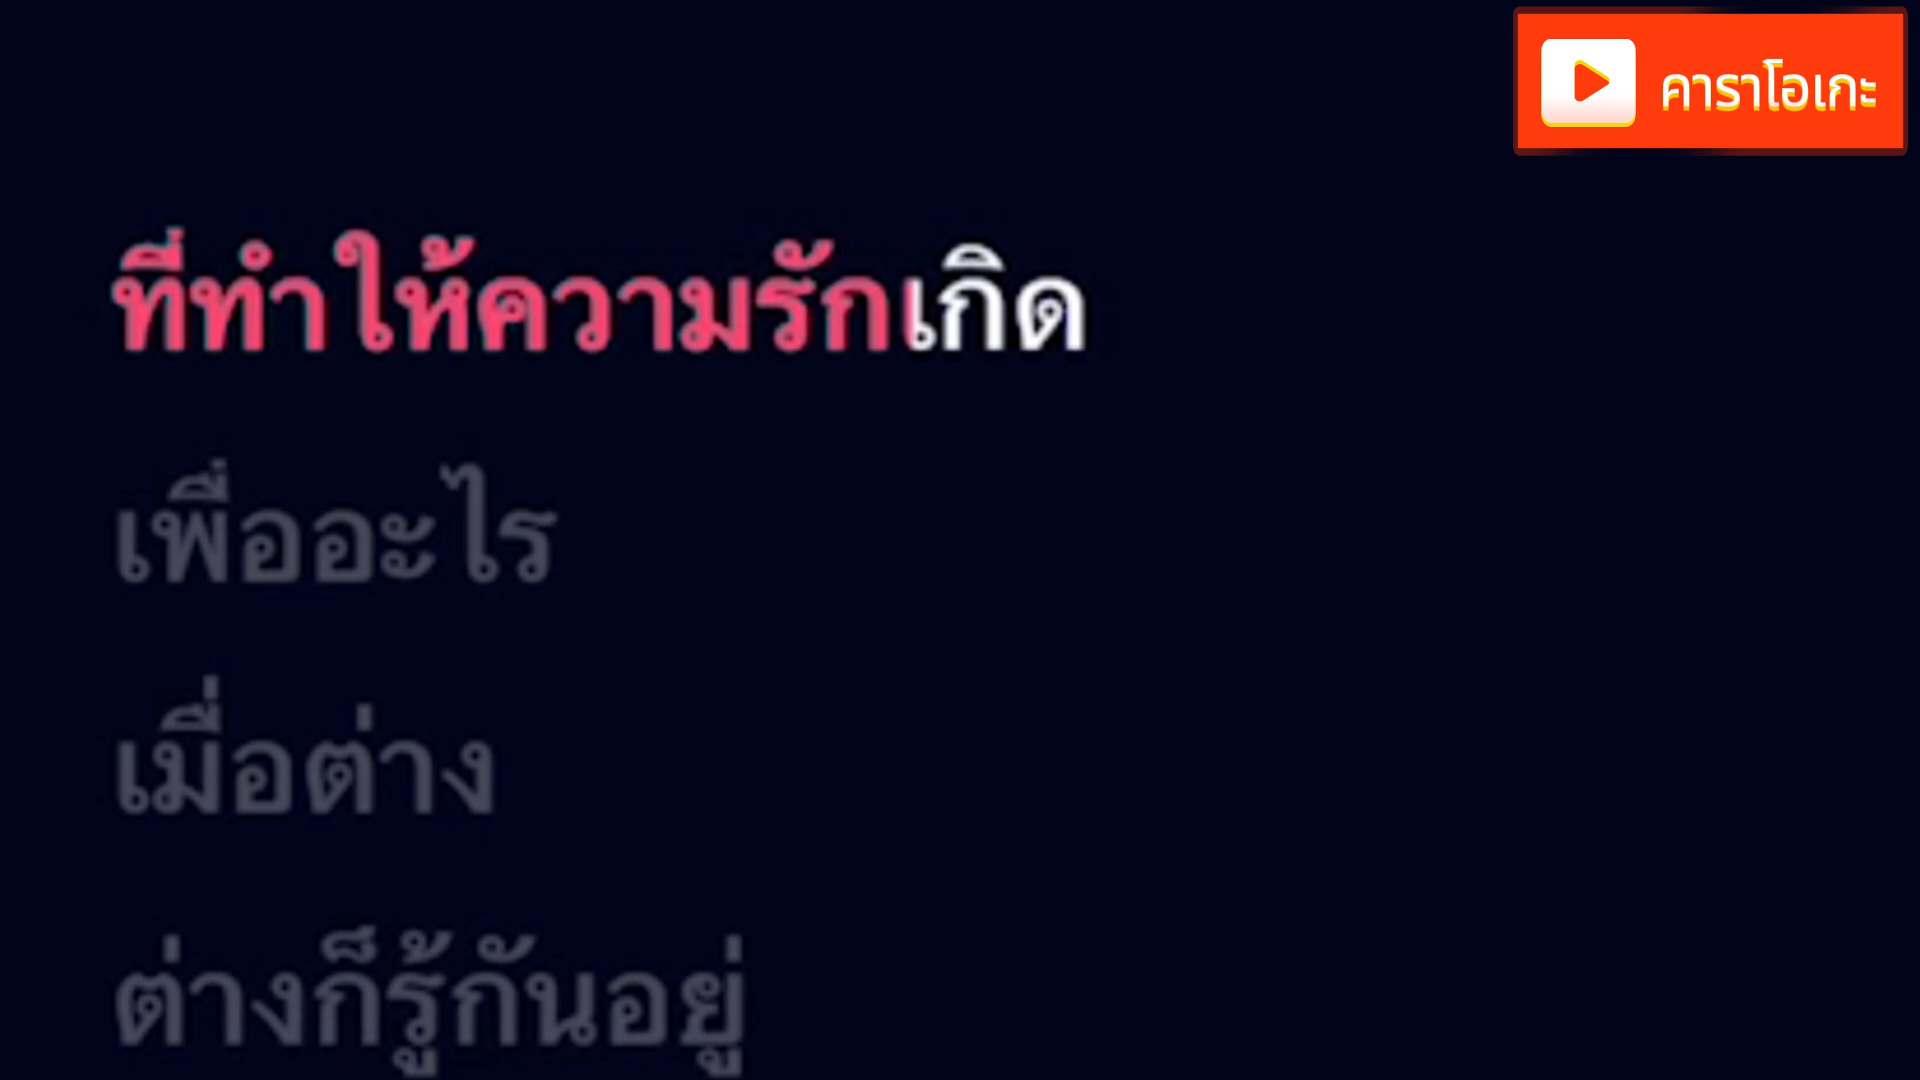 คาราโอเกะ
ที่ทำให้ความรักเกิด
เพื่ออะไร
เมื่อต่าง
ต่างก็รู้กันอยู่